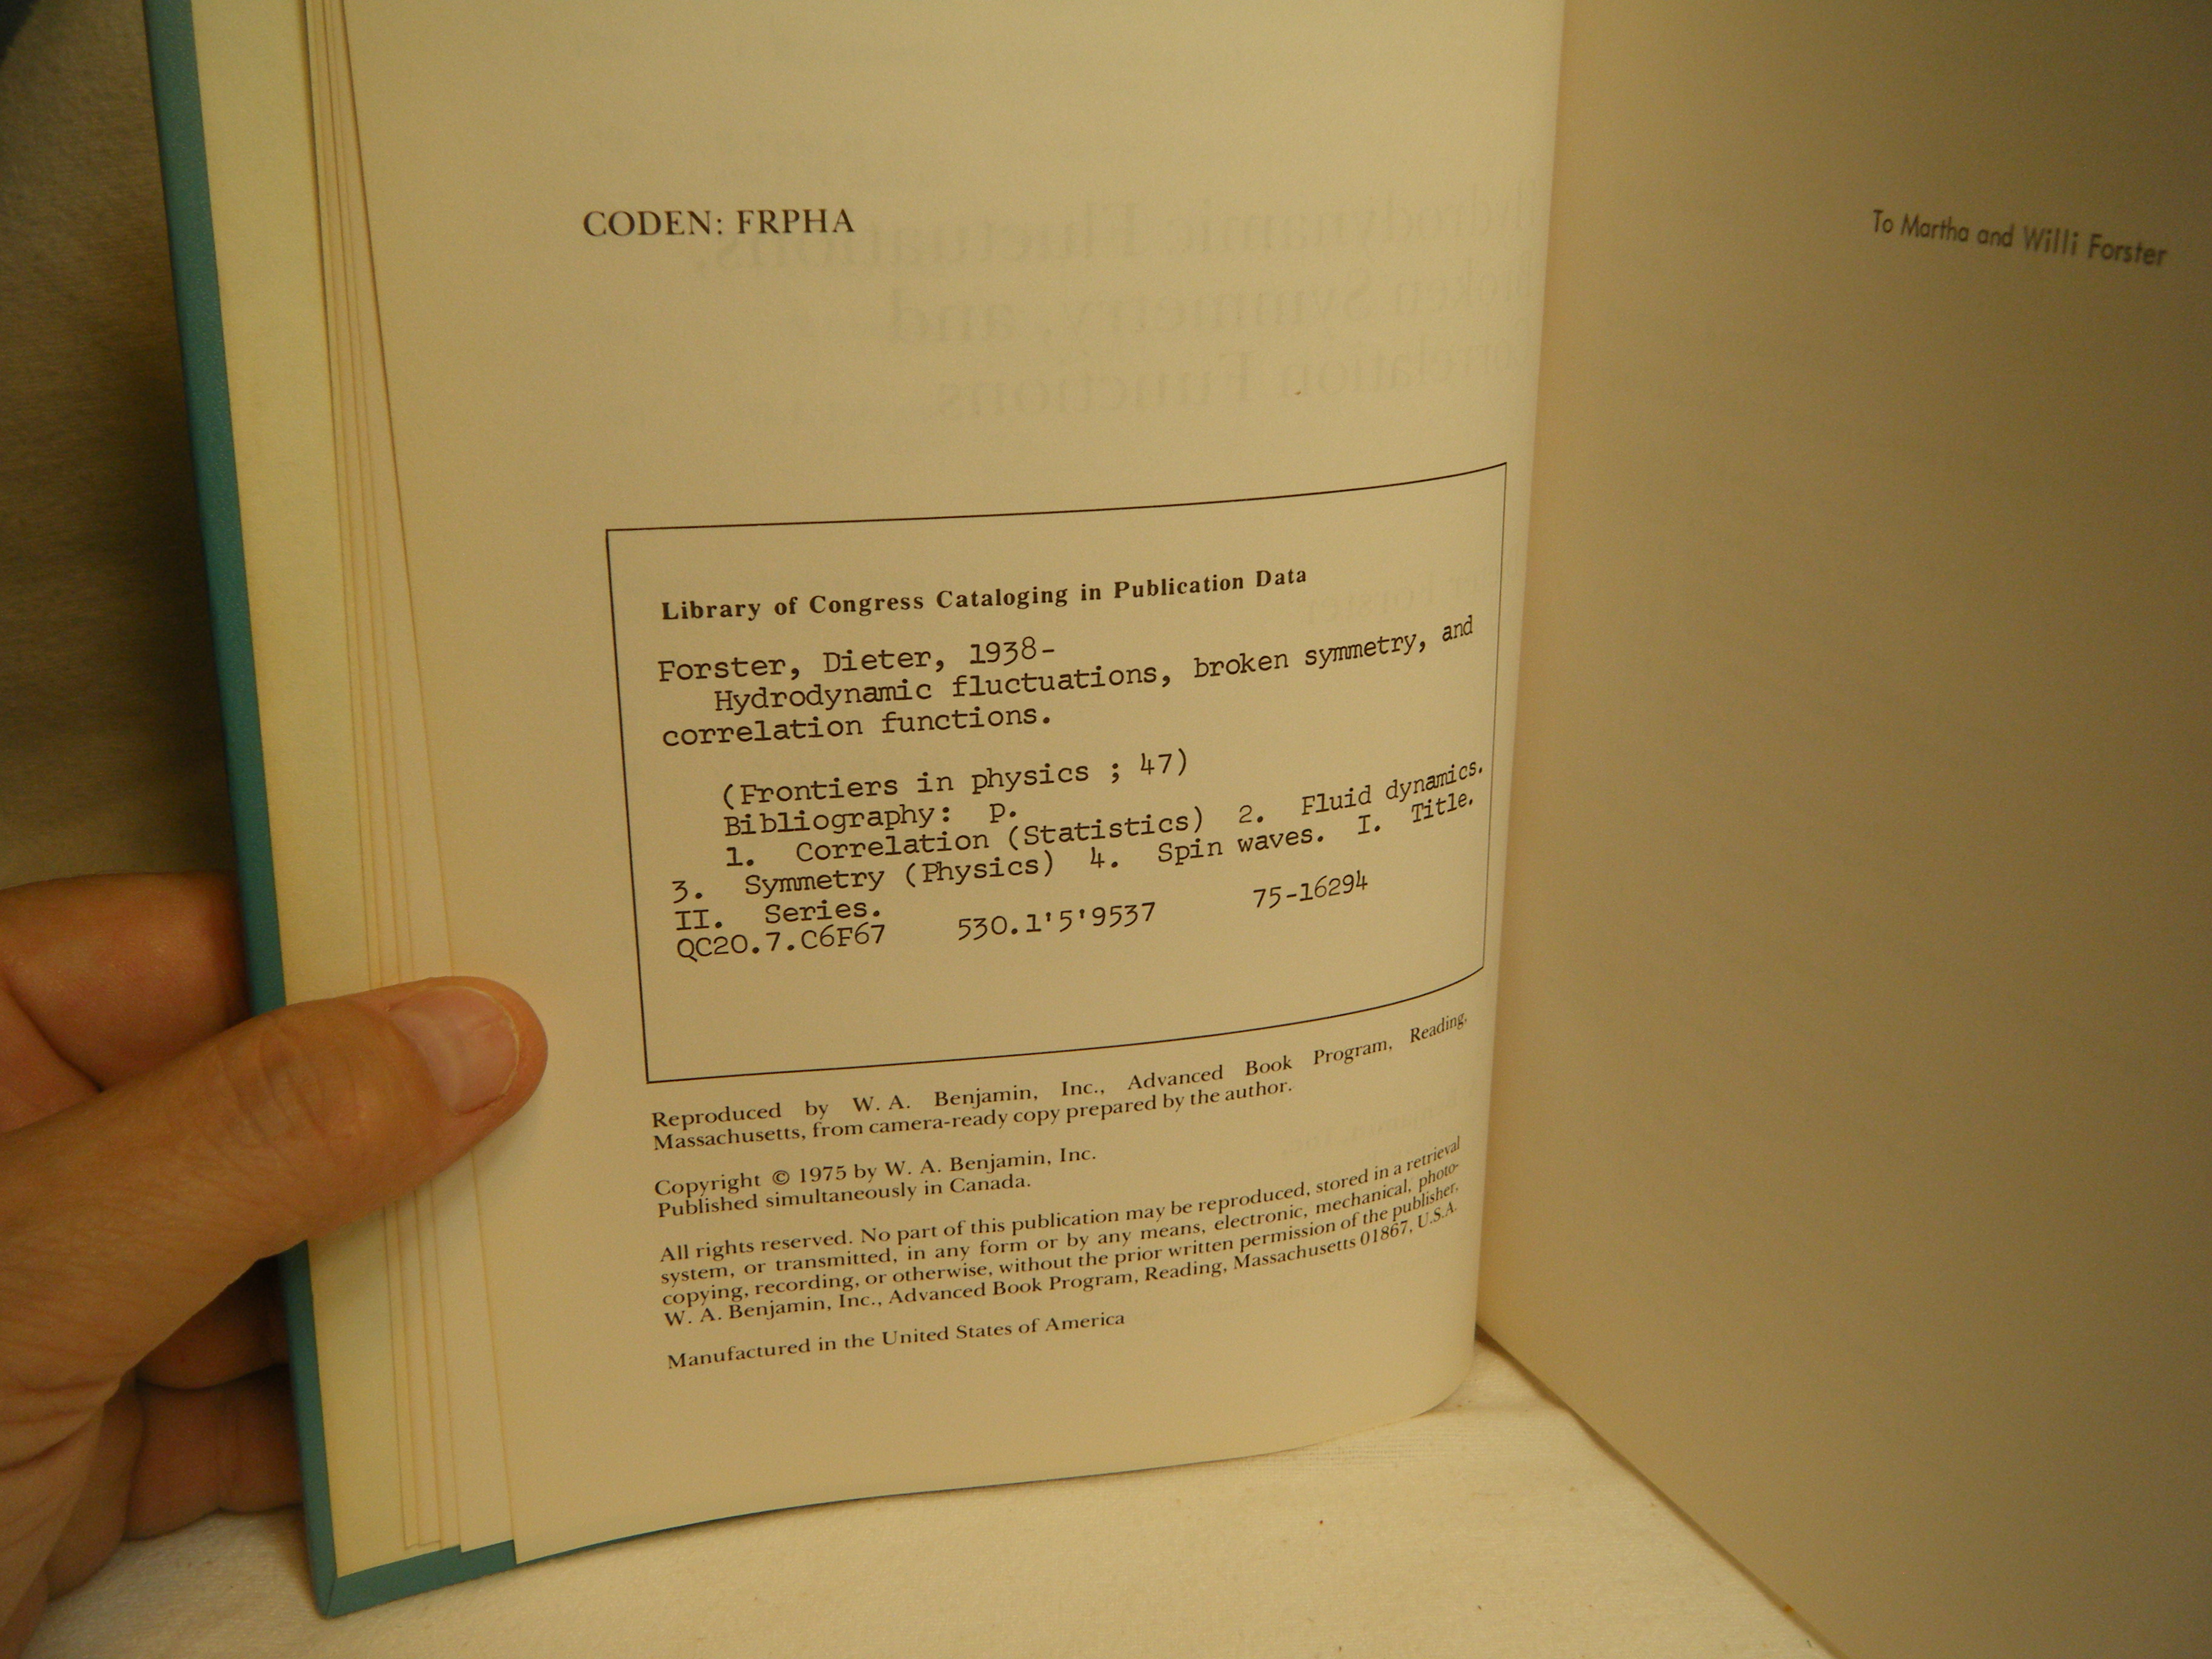 CODEN: FRPHA
Library of Congress Cataloging in Publication Data
Forster, Dieter, 1938-
Hydrodynamic fluctuations, broken symmetry, and
correlation functions.
(Frontiers in physics ; 47)
Bibliography: p.
1. Correlation (Statistics) 2. Fluid dynamics.
3. Symmetry (Physics) 4. Spin waves. I. Title.
II. Series.
QC20.7.C6F67 530.1'5'9537 75-16294
Reproduced by W. A. Benjamin, Inc., Advanced Book Program, Reading,
Massachusetts, from camera-ready copy prepared by the author.
Copyright © 1975 by W. A. Benjamin, Inc.
Published simultaneously in Canada.
All rights reserved. No part of this publication may be reproduced, stored in a retrieval
system, or transmitted, in any form or by any means, electronic, mechanical, photo-
copying, recording, or otherwise, without the prior written permission of the publisher,
W. A. Benjamin, Inc., Advanced Book Program, Reading, Massachusetts 01867, U.S.A.
Manufactured in the United States of America
To Martha and Willi Forster